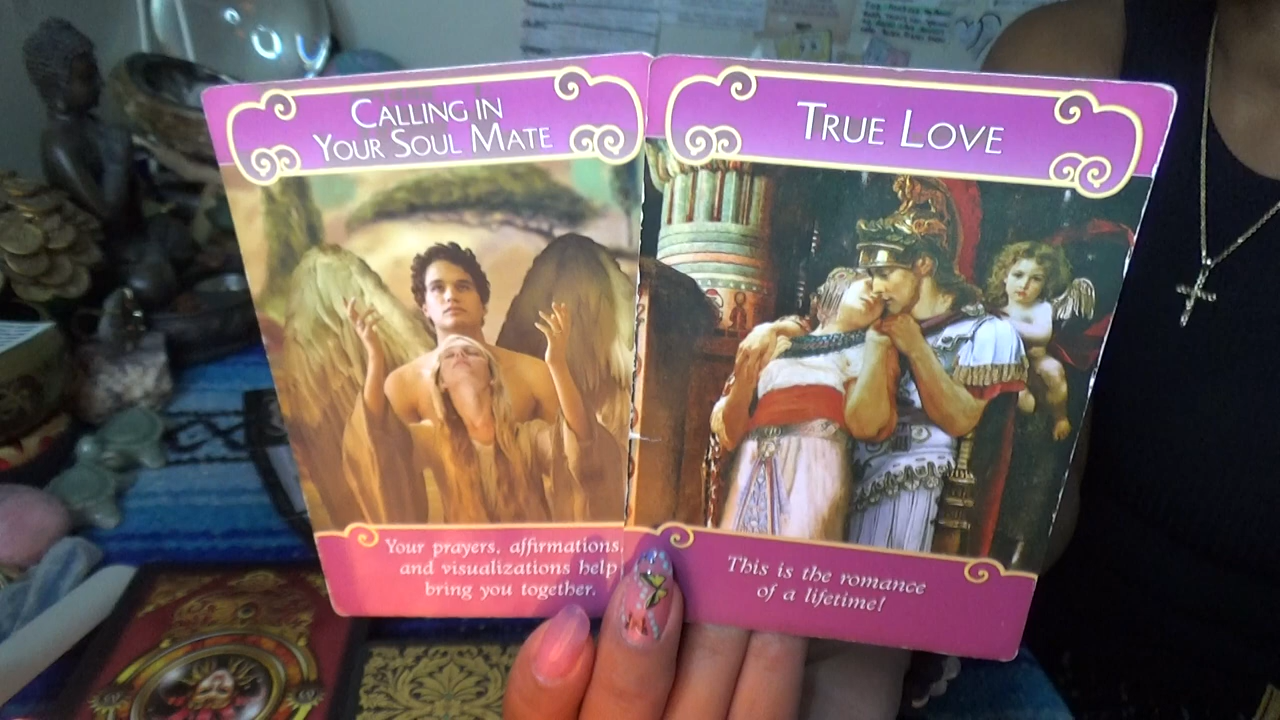 CALLING IN
YOUR SOUL MATE
Your prayers, affirmations,
and visualizations help
bring you together.
TRUE LOVE
This is the romance
of a lifetime!